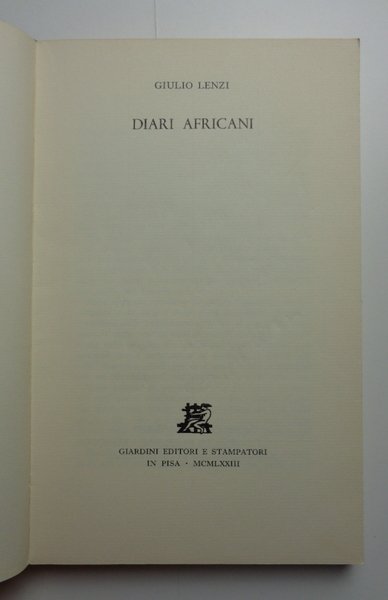 GIULIO LENZI
DIARI AFRICANI
GIARDINI EDITORI E STAMPATORI
IN PISA · MCMLXXIII